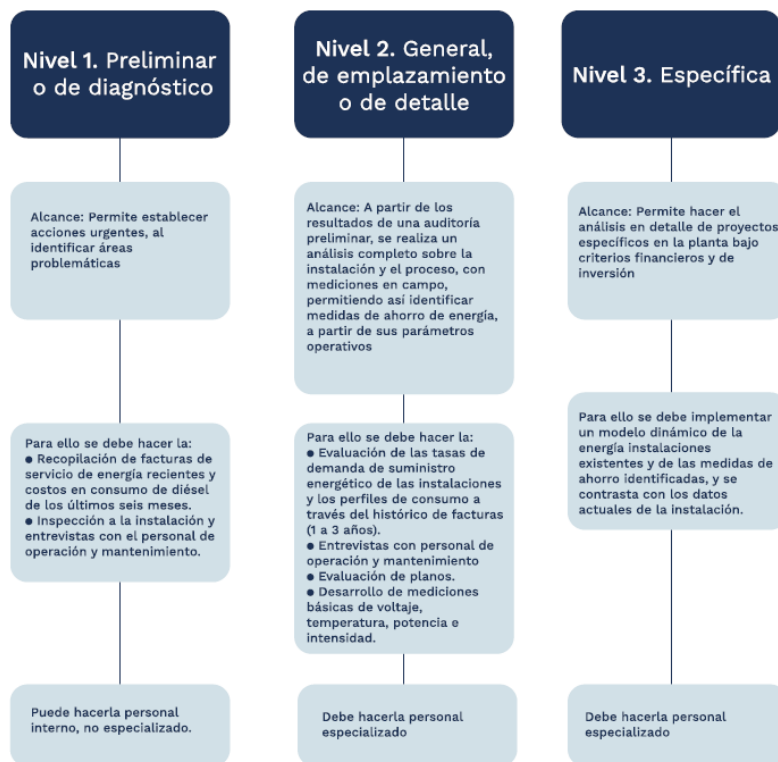 Nivel 1. Preliminar
o de diagnóstico
Alcance: Permite establecer
acciones urgentes, al
identificar áreas
problemáticas
Para ello se debe hacer la:
● Recopilación de facturas de
servicio de energía recientes y
costos en consumo de diésel
de los últimos seis meses.
● Inspección a la instalación y
entrevistas con el personal de
operación y mantenimiento.
Puede hacerla personal
interno, no especializado.
Nivel 2. General,
de emplazamiento
o de detalle
Alcance: A partir de los
resultados de una auditoría
preliminar, se realiza un
análisis completo sobre la
instalación y el proceso, con
mediciones en campo,
permitiendo así identificar
medidas de ahorro de energía,
a partir de sus parámetros
operativos
Para ello se debe hacer la:
● Evaluación de las tasas de
demanda de suministro
energético de las instalaciones
y los perfiles de consumo a
través del histórico de facturas
(1 a 3 años).
● Entrevistas con personal de
operación y mantenimiento
● Evaluación de planos.
● Desarrollo de mediciones
básicas de voltaje,
temperatura, potencia e
intensidad.
Debe hacerla personal
especializado
Nivel 3. Específica
Alcance: Permite hacer el
análisis en detalle de proyectos
específicos en la planta bajo
criterios financieros y de
inversión
Para ello se debe implementar
un modelo dinámico de la
energía instalaciones
existentes y de las medidas de
ahorro identificadas, y se
contrasta con los datos
actuales de la instalación.
Debe hacerla personal
especializado